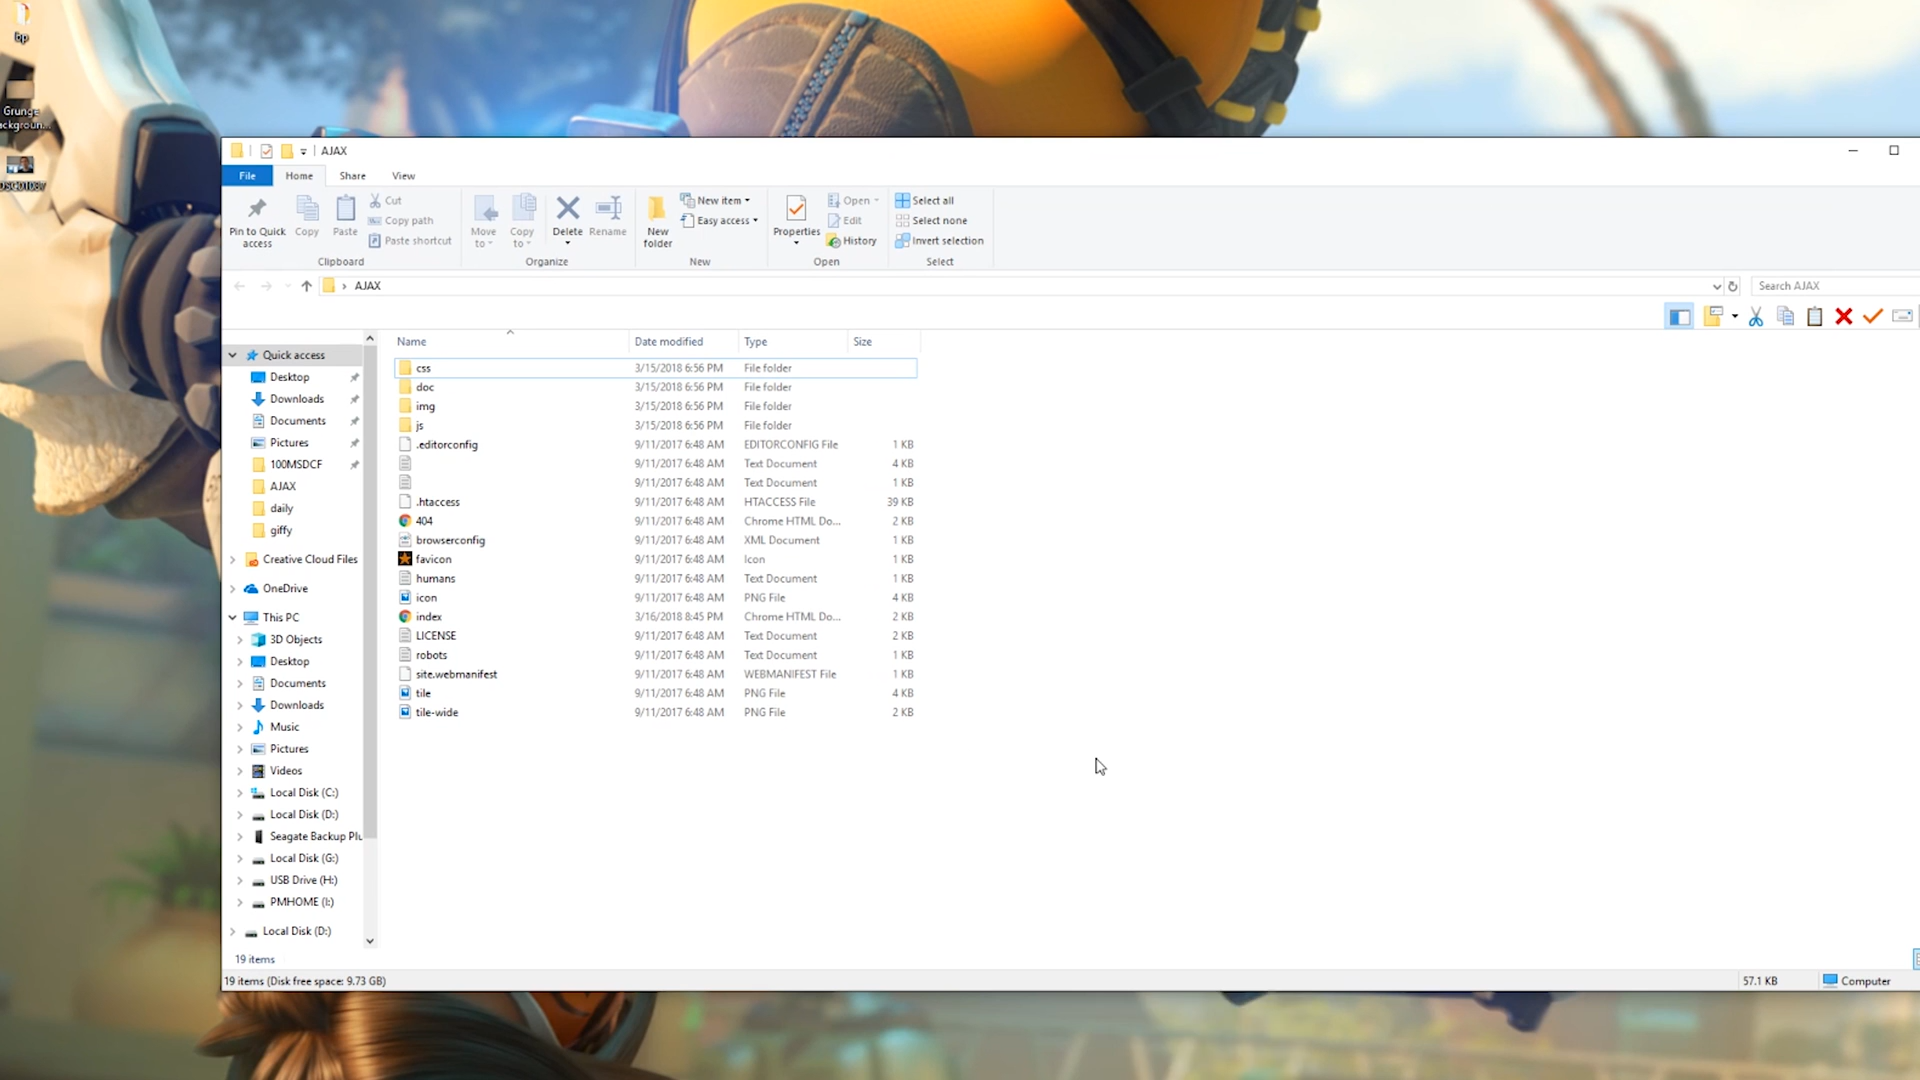 bp
Grunge
ackgroun...
DSC01087
AJAX
File Home Share View
Pin to Quick access
Copy
Paste
Cut
Copy path
Paste shortcut
Clipboard
Move to
Copy to
Delete
Rename
Organize
New folder
New item
Easy access
New
Properties
Open
Edit
History
Open
Select all
Select none
Invert selection
Select
AJAX
Search AJAX
Quick access
Desktop
Downloads
Documents
Pictures
100MSDCF
AJAX
daily
giffy
Creative Cloud Files
OneDrive
This PC
3D Objects
Desktop
Documents
Downloads
Music
Pictures
Videos
Local Disk (C:)
Local Disk (D:)
Seagate Backup Plu
Local Disk (G:)
USB Drive (H:)
PMHOME (I:)
Local Disk (D:)
Name Date modified Type Size
css 3/15/2018 6:56 PM File folder
doc 3/15/2018 6:56 PM File folder
img 3/15/2018 6:56 PM File folder
js 3/15/2018 6:56 PM File folder
.editorconfig 9/11/2017 6:48 AM EDITORCONFIG File 1 KB
9/11/2017 6:48 AM Text Document 4 KB
9/11/2017 6:48 AM Text Document 1 KB
.htaccess 9/11/2017 6:48 AM HTACCESS File 39 KB
404 9/11/2017 6:48 AM Chrome HTML Do... 2 KB
browserconfig 9/11/2017 6:48 AM XML Document 1 KB
favicon 9/11/2017 6:48 AM Icon 1 KB
humans 9/11/2017 6:48 AM Text Document 1 KB
icon 9/11/2017 6:48 AM PNG File 4 KB
index 3/16/2018 8:45 PM Chrome HTML Do... 2 KB
LICENSE 9/11/2017 6:48 AM Text Document 2 KB
robots 9/11/2017 6:48 AM Text Document 1 KB
site.webmanifest 9/11/2017 6:48 AM WEBMANIFEST File 1 KB
tile 9/11/2017 6:48 AM PNG File 4 KB
tile-wide 9/11/2017 6:48 AM PNG File 2 KB
19 items
19 items (Disk free space: 9.73 GB) 57.1 KB Computer